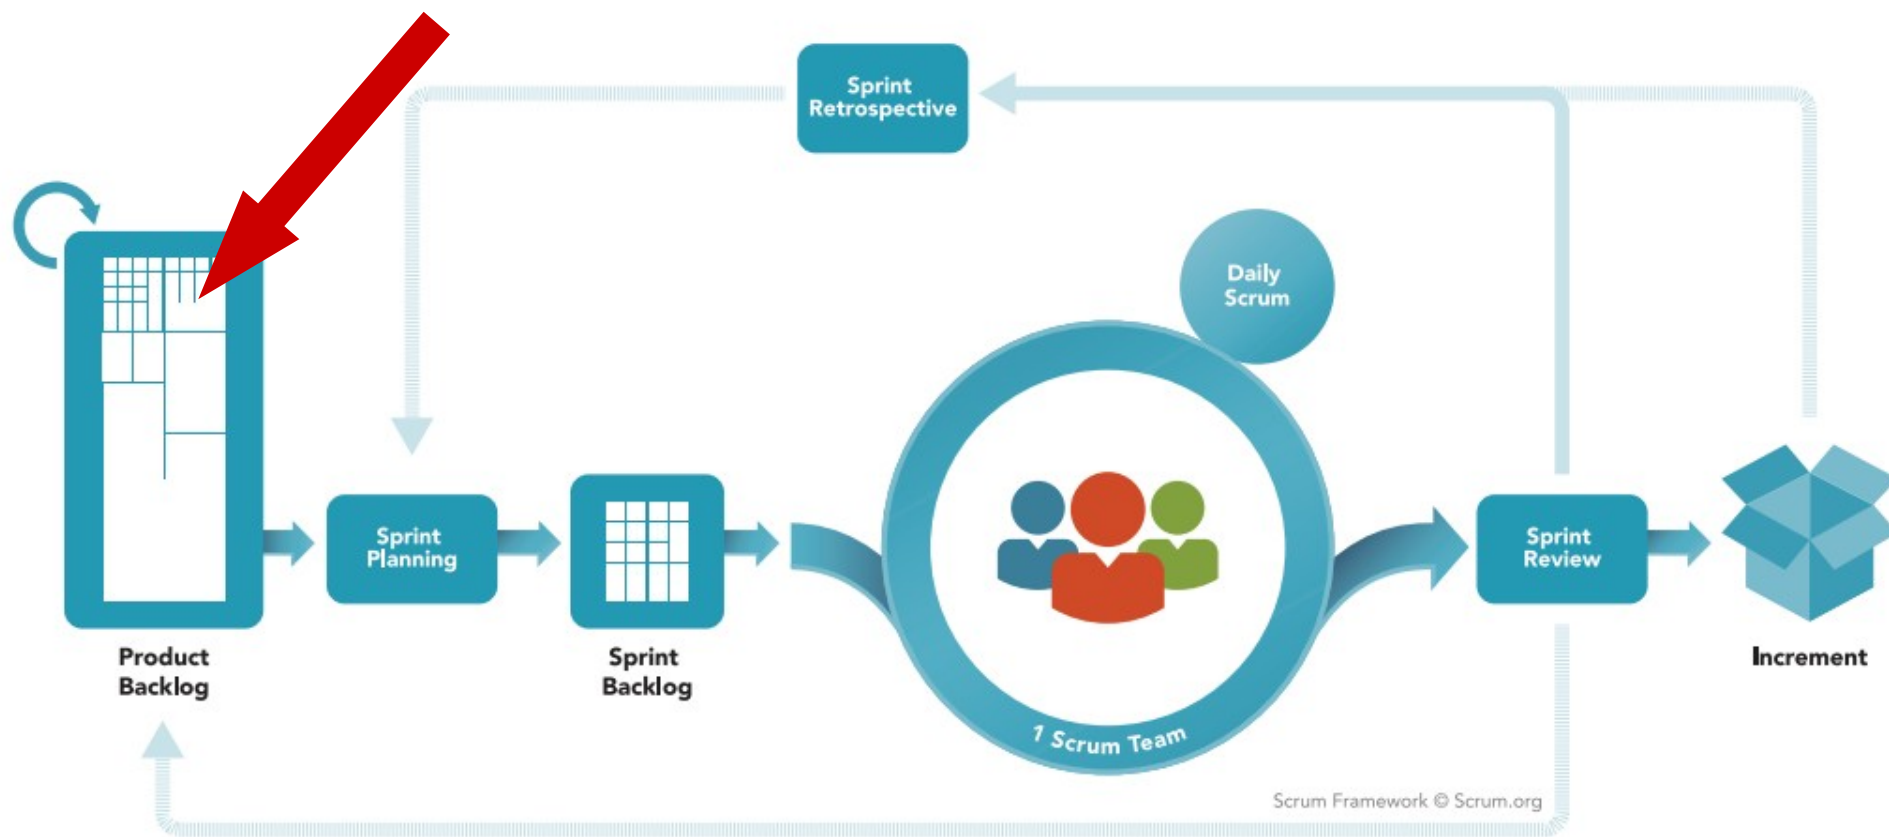 Sprint
Retrospective
Daily
Scrum
Sprint
Planning
Sprint
Review
Product
Backlog
Sprint
Backlog
Increment
1 Scrum Team
Scrum Framework © Scrum.org